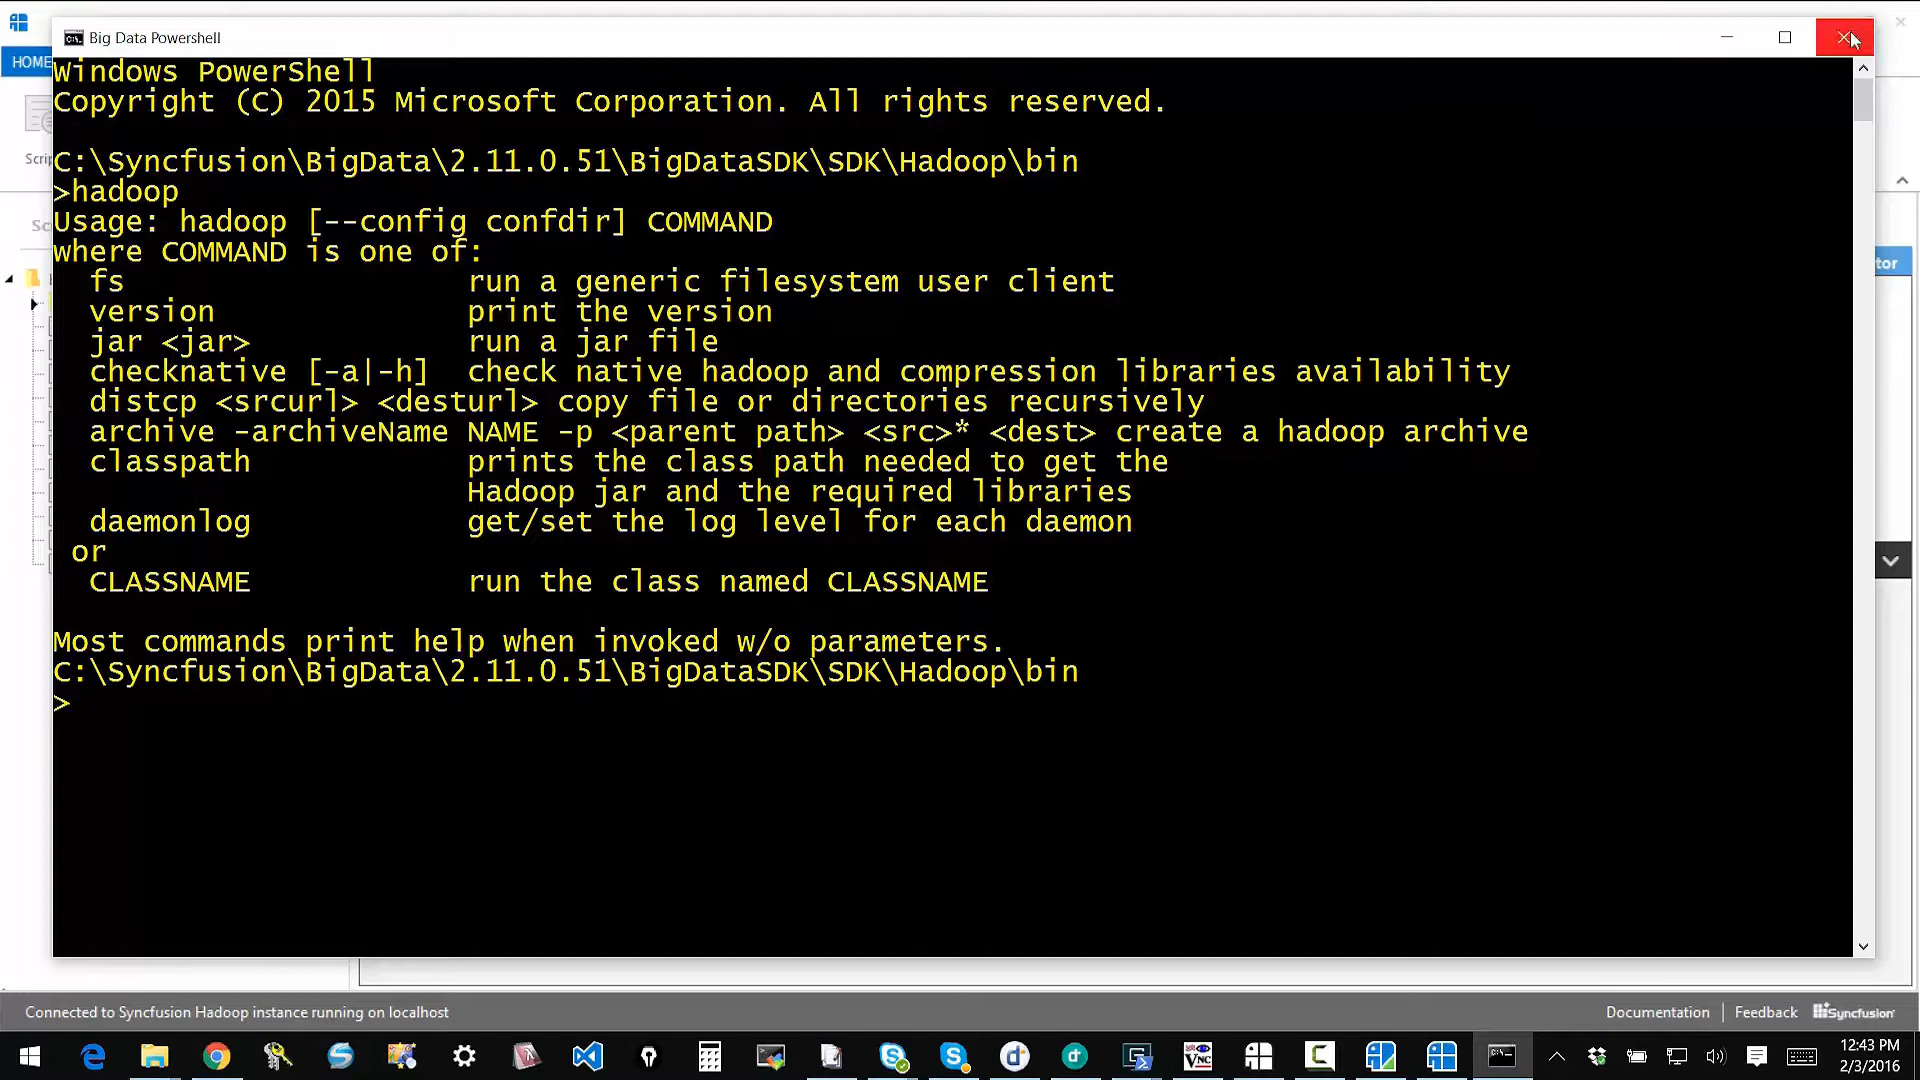 Big Data Powershell
HOME
Windows PowerShell
Copyright (C) 2015 Microsoft Corporation. All rights reserved.
C:\Syncfusion\BigData\2.11.0.51\BigDataSDK\SDK\Hadoop\bin
>hadoop
Usage: hadoop [--config confdir] COMMAND
where COMMAND is one of:
fs run a generic filesystem user client
version print the version
jar <jar> run a jar file
checknative [-a|-h] check native hadoop and compression libraries availability
distcp <srcurl> <desturl> copy file or directories recursively
archive -archiveName NAME -p <parent path> <src>* <dest> create a hadoop archive
classpath prints the class path needed to get the
Hadoop jar and the required libraries
daemonlog get/set the log level for each daemon
or
CLASSNAME run the class named CLASSNAME
Most commands print help when invoked w/o parameters.
C:\Syncfusion\BigData\2.11.0.51\BigDataSDK\SDK\Hadoop\bin
>
Connected to Syncfusion Hadoop instance running on localhost
Documentation | Feedback Syncfusion
12:43 PM
2/3/2016